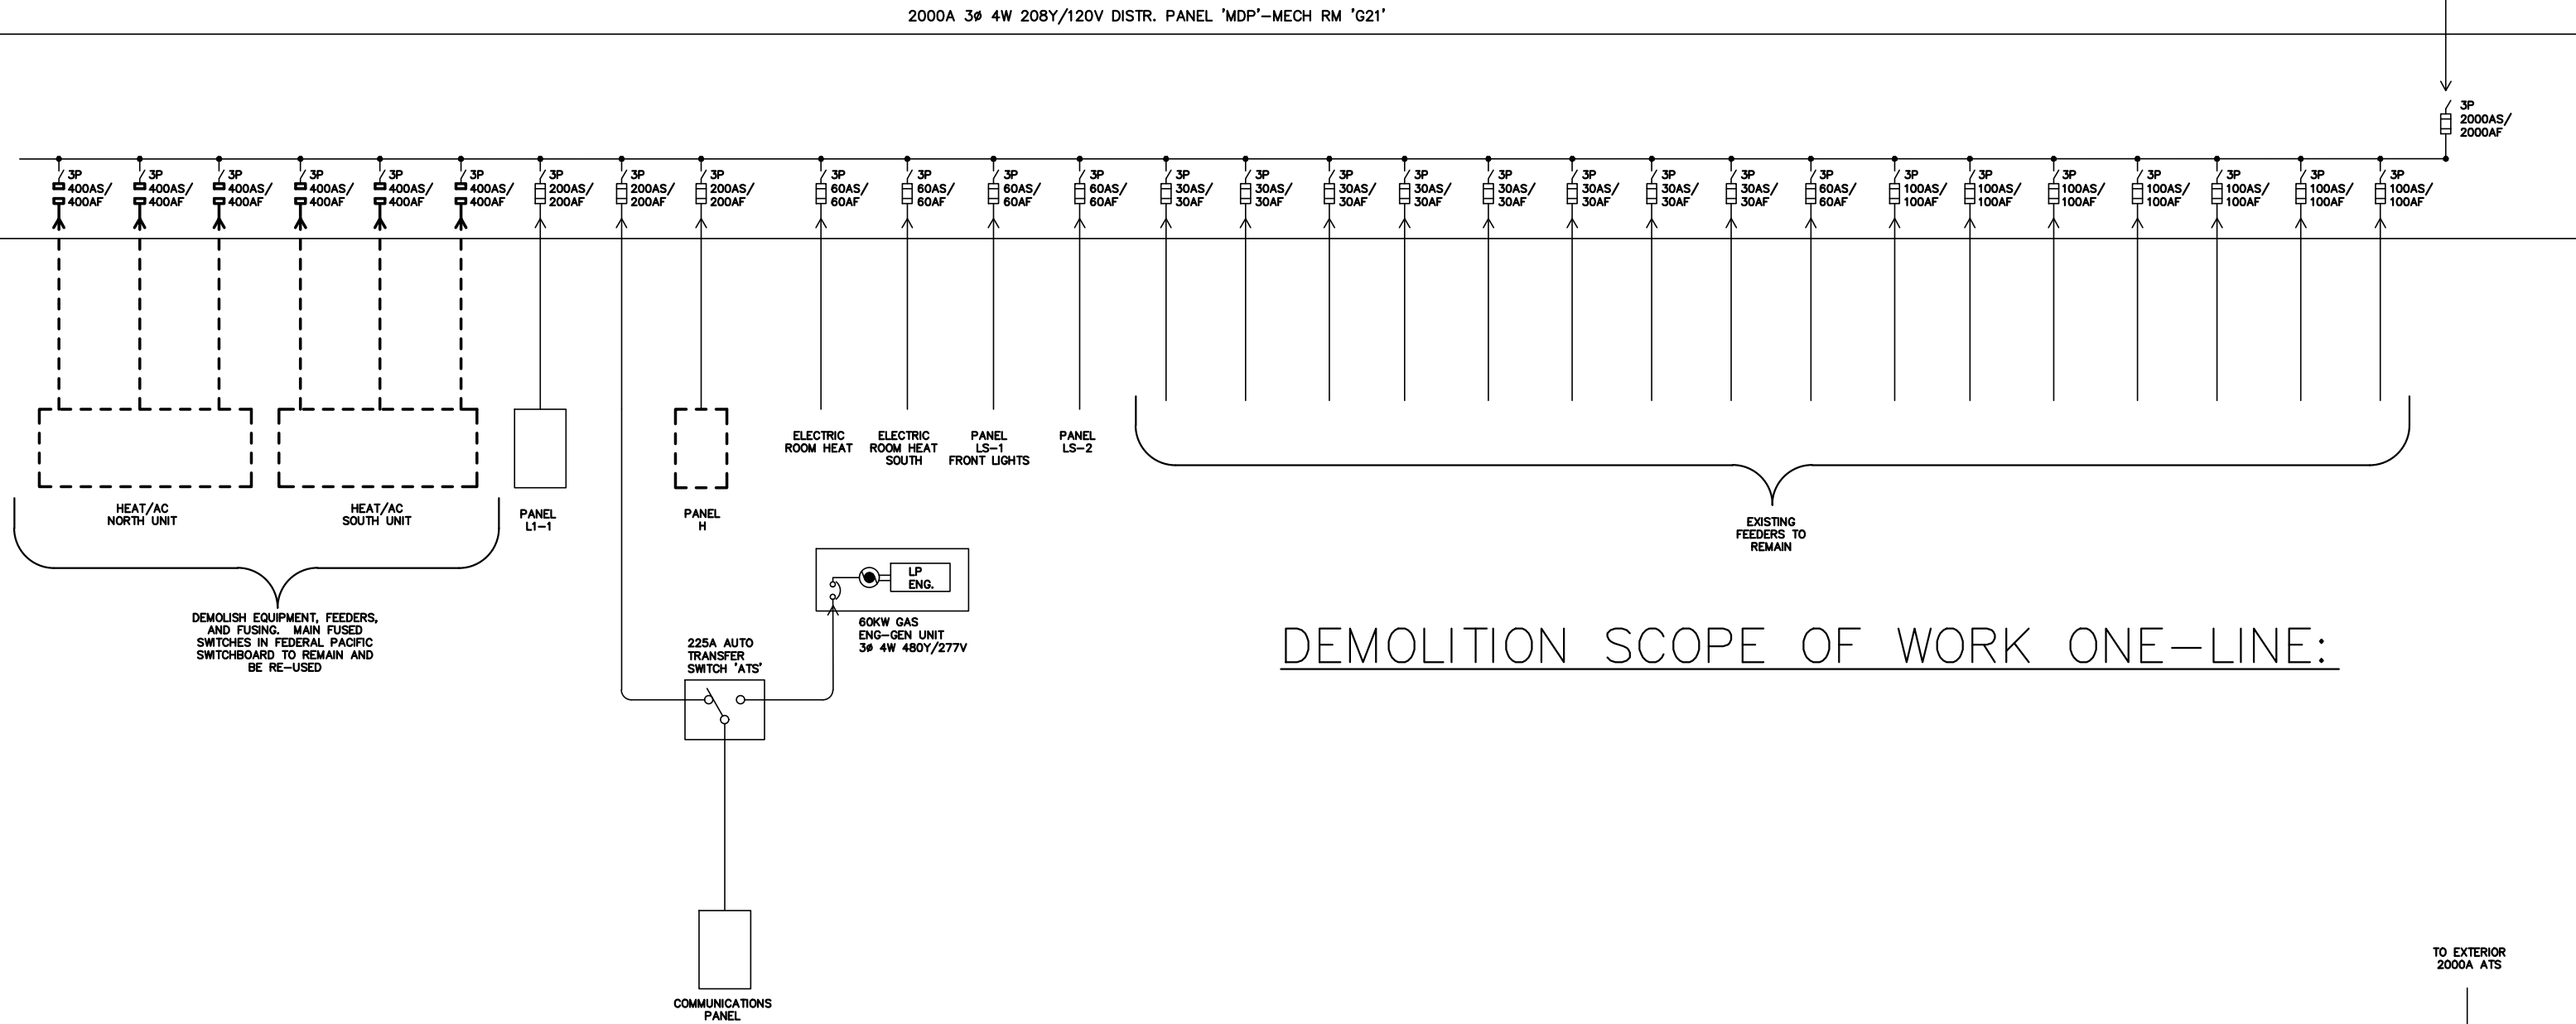 2000A 3ø 4W 208Y/120V DISTR. PANEL 'MDP'-MECH RM 'G21'
3P
2000AS/
2000AF
3P
400AS/
400AF
3P
400AS/
400AF
3P
400AS/
400AF
3P
400AS/
400AF
3P
400AS/
400AF
3P
400AS/
400AF
3P
200AS/
200AF
3P
200AS/
200AF
3P
200AS/
200AF
3P
60AS/
60AF
3P
60AS/
60AF
3P
60AS/
60AF
3P
60AS/
60AF
3P
30AS/
30AF
3P
30AS/
30AF
3P
30AS/
30AF
3P
30AS/
30AF
3P
30AS/
30AF
3P
30AS/
30AF
3P
30AS/
30AF
3P
30AS/
30AF
3P
60AS/
60AF
3P
100AS/
100AF
3P
100AS/
100AF
3P
100AS/
100AF
3P
100AS/
100AF
3P
100AS/
100AF
3P
100AS/
100AF
3P
100AS/
100AF
HEAT/AC
NORTH UNIT
HEAT/AC
SOUTH UNIT
PANEL
L1-1
PANEL
H
ELECTRIC
ROOM HEAT
ELECTRIC
ROOM HEAT
SOUTH
PANEL
LS-1
FRONT LIGHTS
PANEL
LS-2
EXISTING
FEEDERS TO
REMAIN
DEMOLISH EQUIPMENT, FEEDERS,
AND FUSING. MAIN FUSED
SWITCHES IN FEDERAL PACIFIC
SWITCHBOARD TO REMAIN AND
BE RE-USED
LP
ENG.
60KW GAS
ENG-GEN UNIT
3ø 4W 480Y/277V
225A AUTO
TRANSFER
SWITCH 'ATS'
DEMOLITION SCOPE OF WORK ONE-LINE:
COMMUNICATIONS
PANEL
TO EXTERIOR
2000A ATS